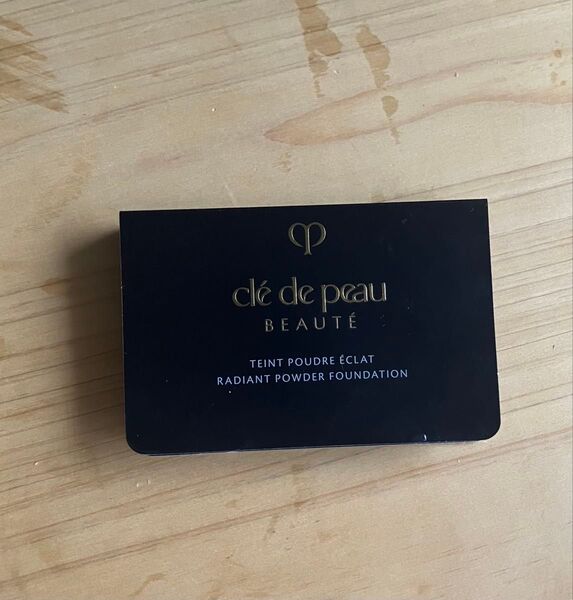 clé de peau
BEAUTÉ
TEINT POUDRE ÉCLAT
RADIANT POWDER FOUNDATION